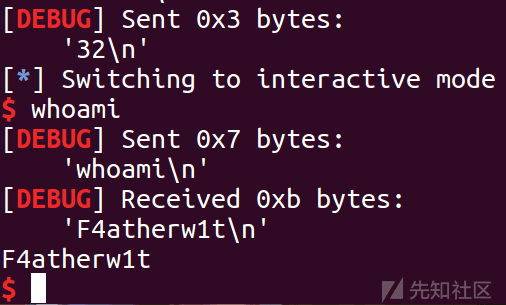 [DEBUG] Sent 0x3 bytes:
'32\n'
[*] Switching to interactive mode
$ whoami
[DEBUG] Sent 0x7 bytes:
'whoami\n'
[DEBUG] Received 0xb bytes:
'F4atherw1t\n'
F4atherw1t
$
先知社区